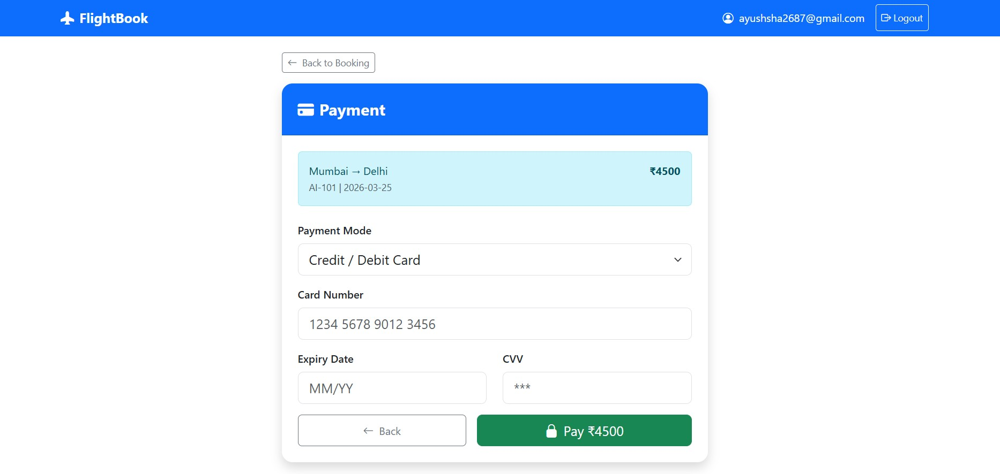 FlightBook
ayushsha2687@gmail.com
Logout
← Back to Booking
Payment
Mumbai → Delhi
₹4500
AI-101 | 2026-03-25
Payment Mode
Credit / Debit Card
Card Number
1234 5678 9012 3456
Expiry Date
CVV
MM/YY
***
← Back
Pay ₹4500